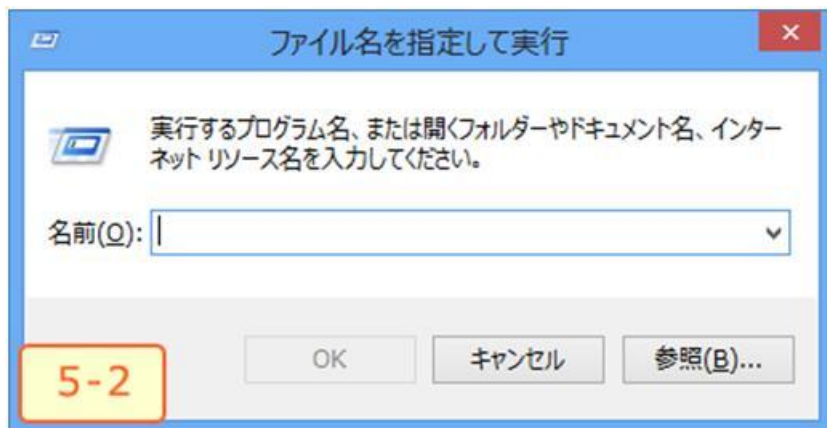 ファイル名を指定して実行
実行するプログラム名、または開くフォルダーやドキュメント名、インター
ネット リソース名を入力してください。
名前(O):
OK
キャンセル
参照(B)...
5-2